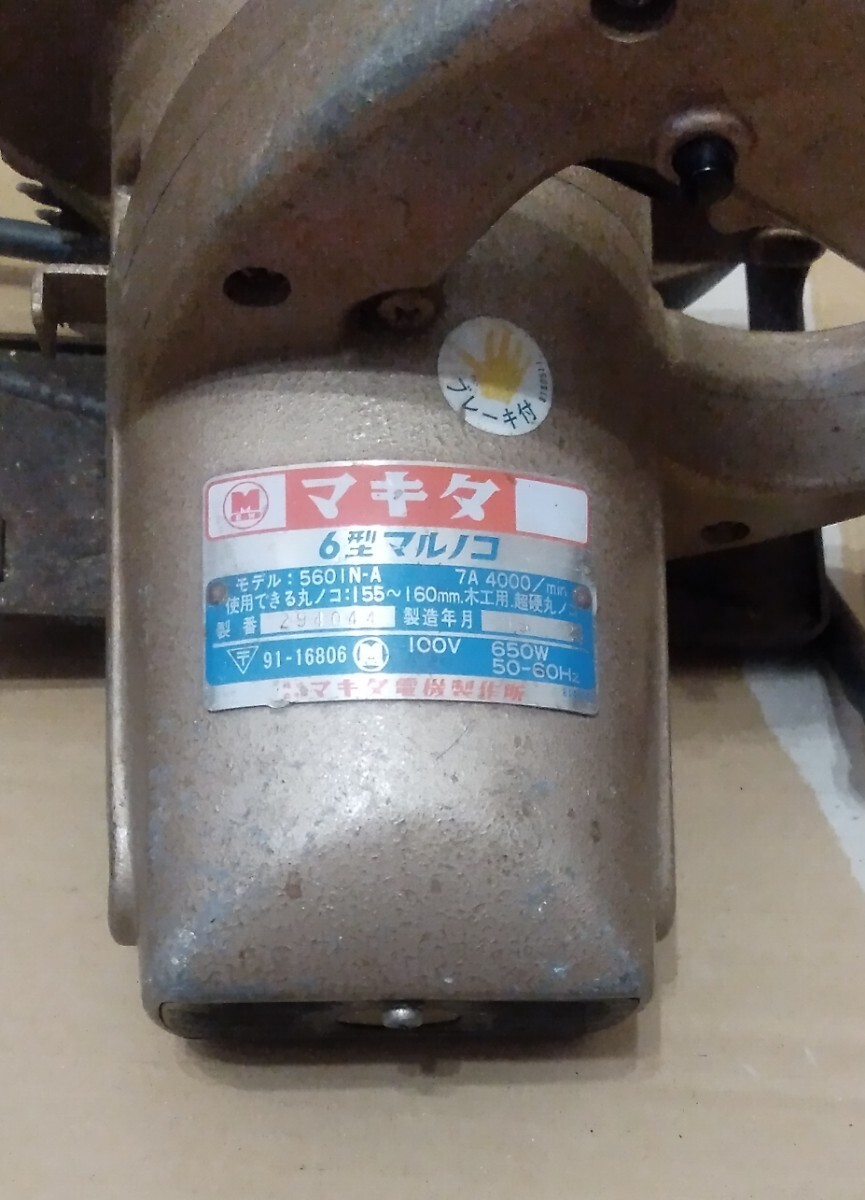 ブレーキ付
M
マキタ
6型マルノコ
モデル：5601N-A 7A 4000/min.
使用できる丸ノコ：155～160mm.木工用.超硬丸ノコ
製番 294044 製造年月
〒 91-16806 M 100V 650W
50-60Hz
マキタ電機製作所